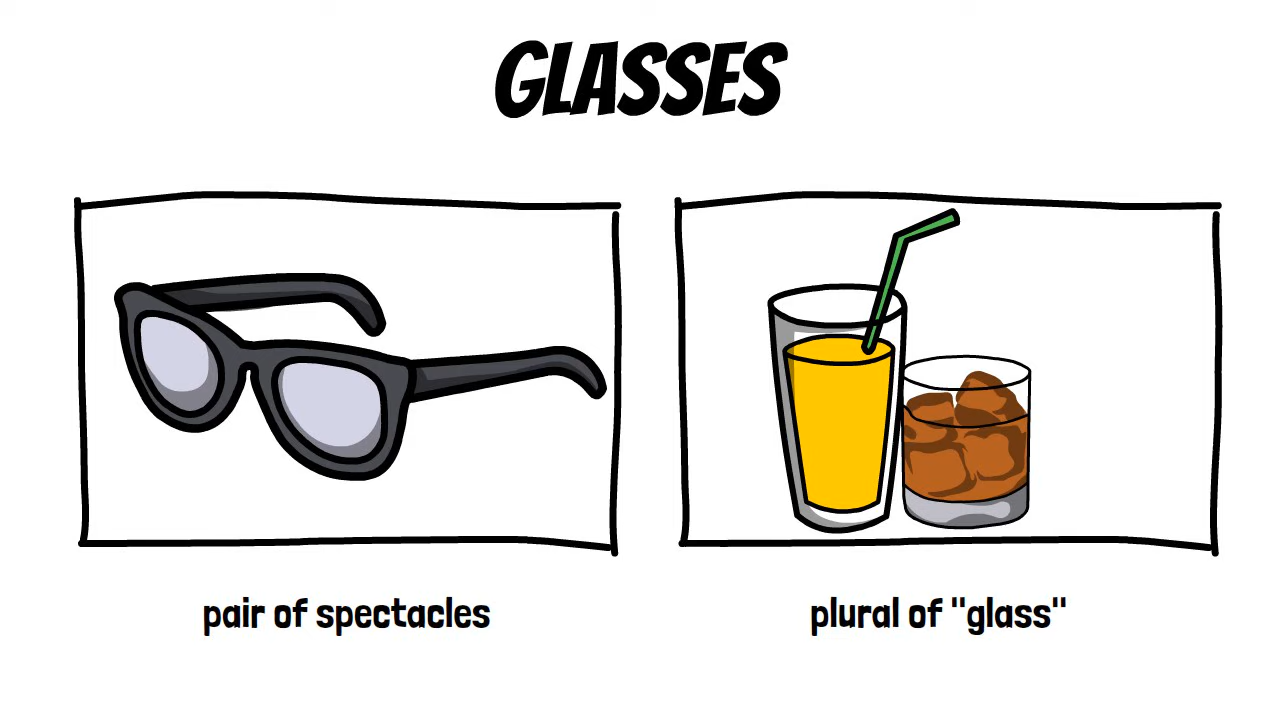 GLASSES
pair of spectacles
plural of "glass"